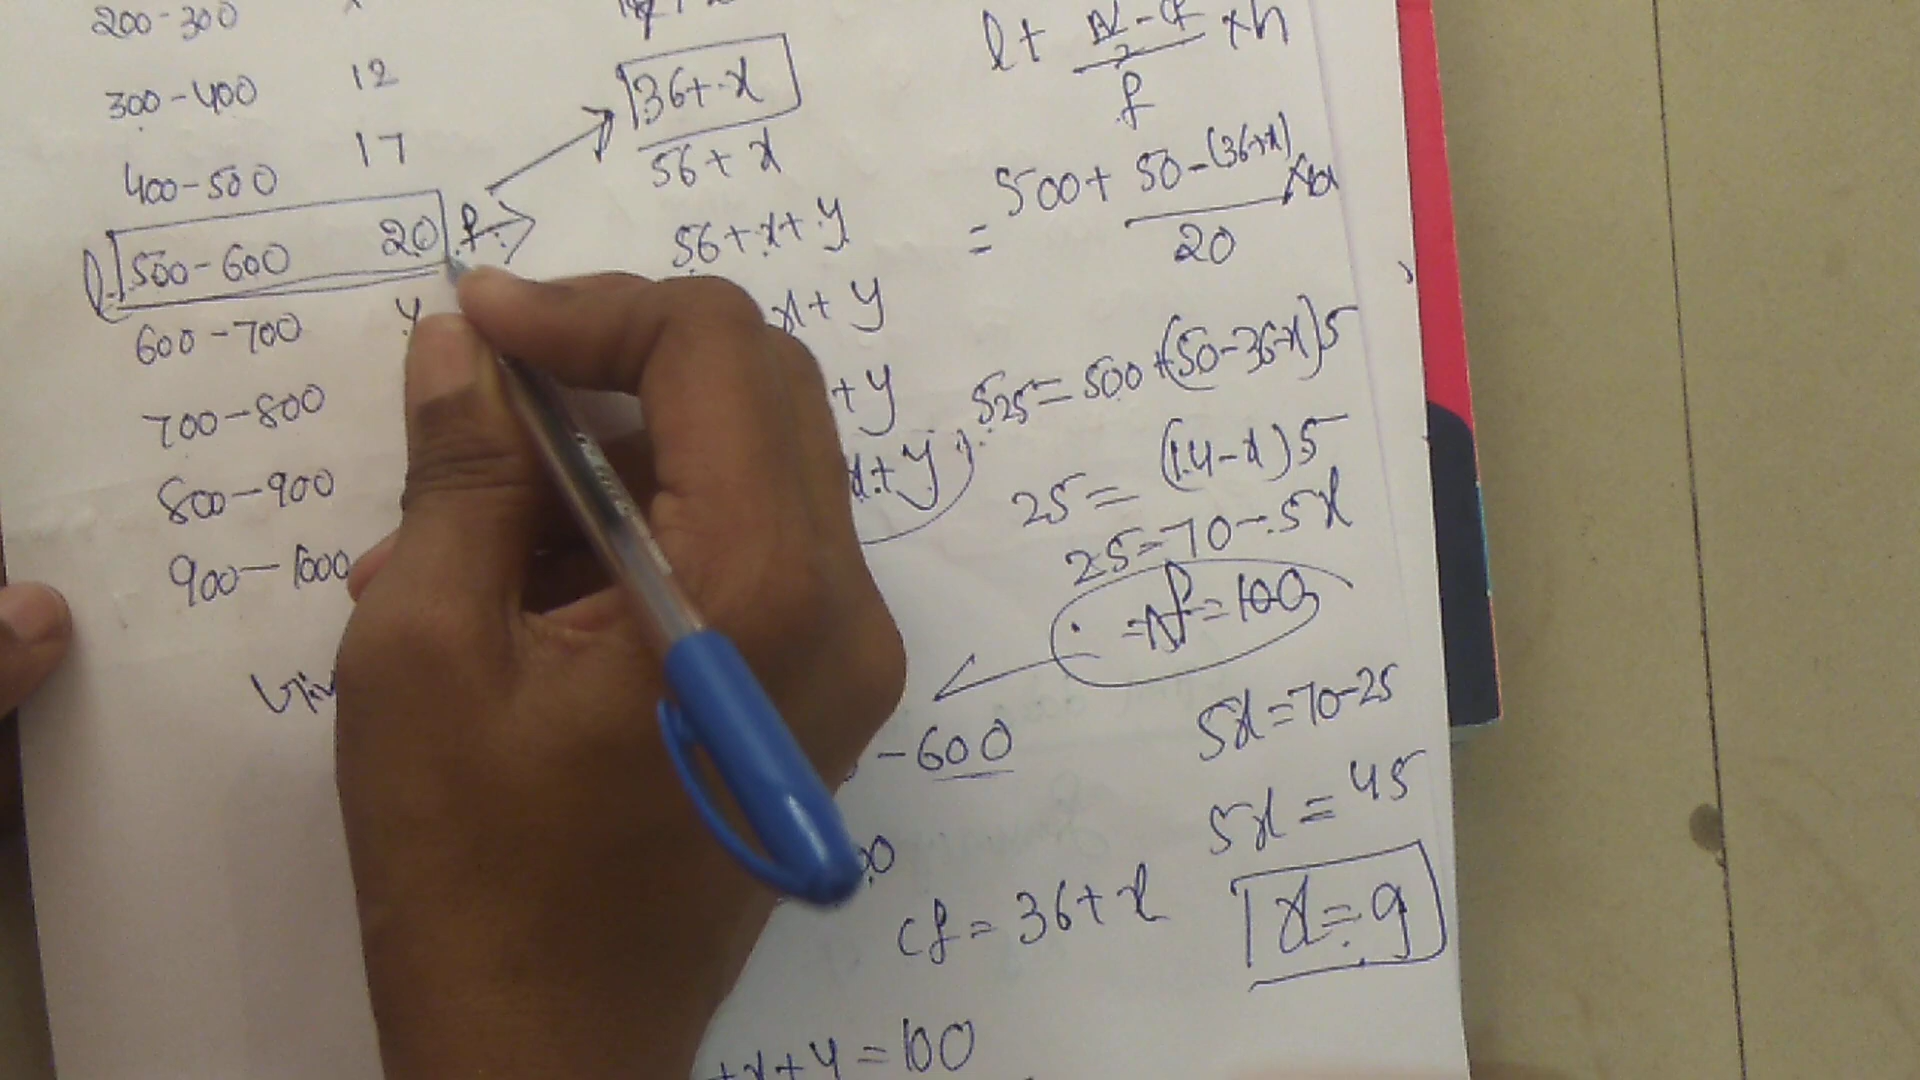 200-300
300-400 12
36+x
400-500 17
56+x
l 500-600 20 f
56+x+y
600-700 y
x+y
700-800
+y
800-900
x+y
900-1000
-600
00
cf = 36+x
+x+y = 100
l+ N/2 - cf / f × h
= 500+ 50-(36+x) / 20
525 = 500+(50-36-x)5
25 = (14-x)5
25=70-5x
=100
5x=70-25
5x = 45
x=9